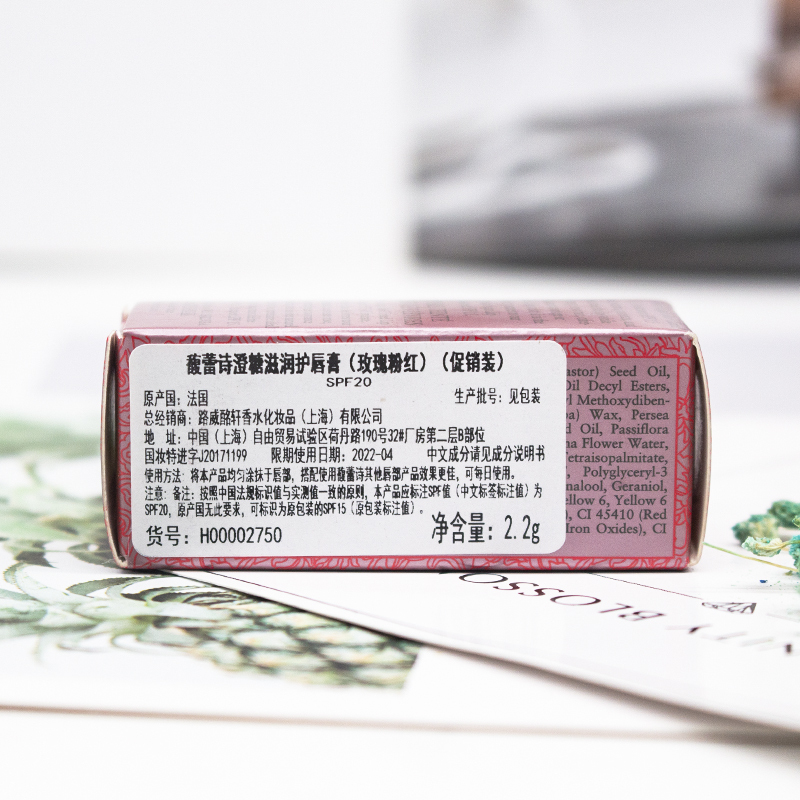 馥蕾诗澄糖滋润护唇膏（玫瑰粉红）（促销装）
SPF20
原产国：法国 生产批号：见包装
总经销商：路威酩轩香水化妆品（上海）有限公司
地 址：中国（上海）自由贸易试验区荷丹路190号32#厂房第二层B部位
国妆特进字J20171199 限期使用日期：2022-04 中文成分请见成分说明书
使用方法：将本产品均匀涂抹于唇部，搭配使用馥蕾诗其他唇部产品效果更佳，可每日使用。
注意：备注：按照中国法规标识值与实测值一致的原则，本产品应标注SPF值（中文标签标注值）为
SPF20，原产国无此要求，可标识为原包装的SPF15（原包装标注值）。
货号：H00002750 净含量：2.2g
astor) Seed Oil,
Oil Decyl Esters,
yl Methoxydiben-
oa) Wax, Persea
d Oil, Passiflora
na Flower Water,
Tetraisopalmitate,
, Polyglyceryl-3
nalool, Geraniol,
ellow 6, Yellow 6
), CI 45410 (Red
Iron Oxides), CI
VITY BLOSSO